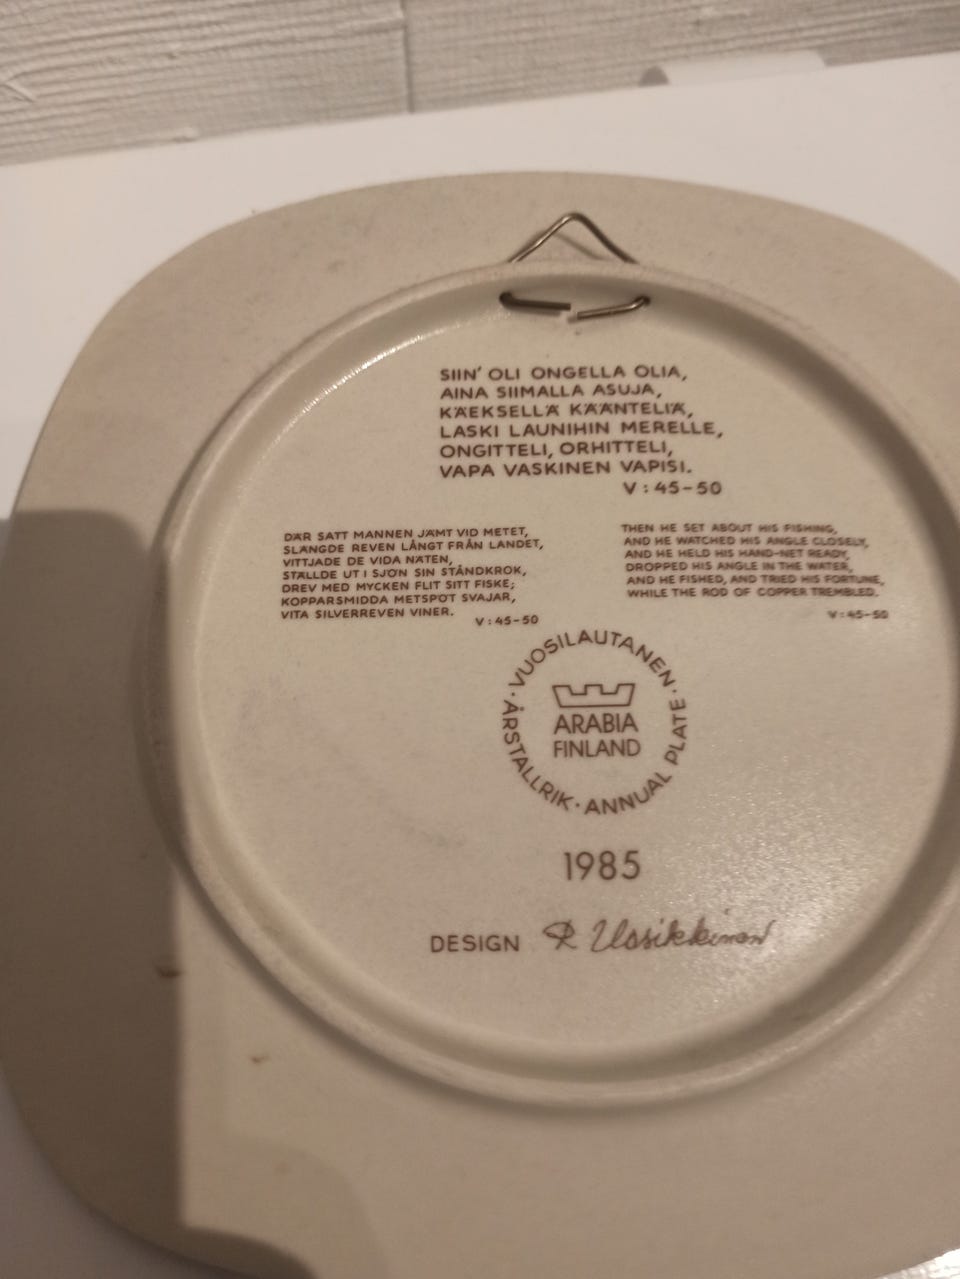 SIIN' OLI ONGELLA OLIA,
AINA SIIMALLA ASUJA,
KÄEKSELLÄ KÄÄNTELIÄ,
LASKI LAUNIHIN MERELLE,
ONGITTELI, ORHITTELI,
VAPA VASKINEN VAPISI.
V : 45-50
DÄR SATT MANNEN JÄMT VID METET,
SLÄNGDE REVEN LÅNGT FRÅN LANDET,
VITTJADE DE VIDA NÄTEN,
STÄLLDE UT I SJÖN SIN STÅNDKROK,
DREV MED MYCKEN FLIT SITT FISKE;
KOPPARSMIDDA METSPÖT SVAJAR,
VITA SILVERREVEN VINER.
V : 45-50
THEN HE SET ABOUT HIS FISHING,
AND HE WATCHED HIS ANGLE CLOSELY,
AND HE HELD HIS HAND-NET READY,
DROPPED HIS ANGLE IN THE WATER,
AND HE FISHED, AND TRIED HIS FORTUNE,
WHILE THE ROD OF COPPER TREMBLED.
V : 45-50
· VUOSILAUTANEN · ANNUAL PLATE · ÅRSTALLRIK
ARABIA
FINLAND
1985
DESIGN R Uosikkinen